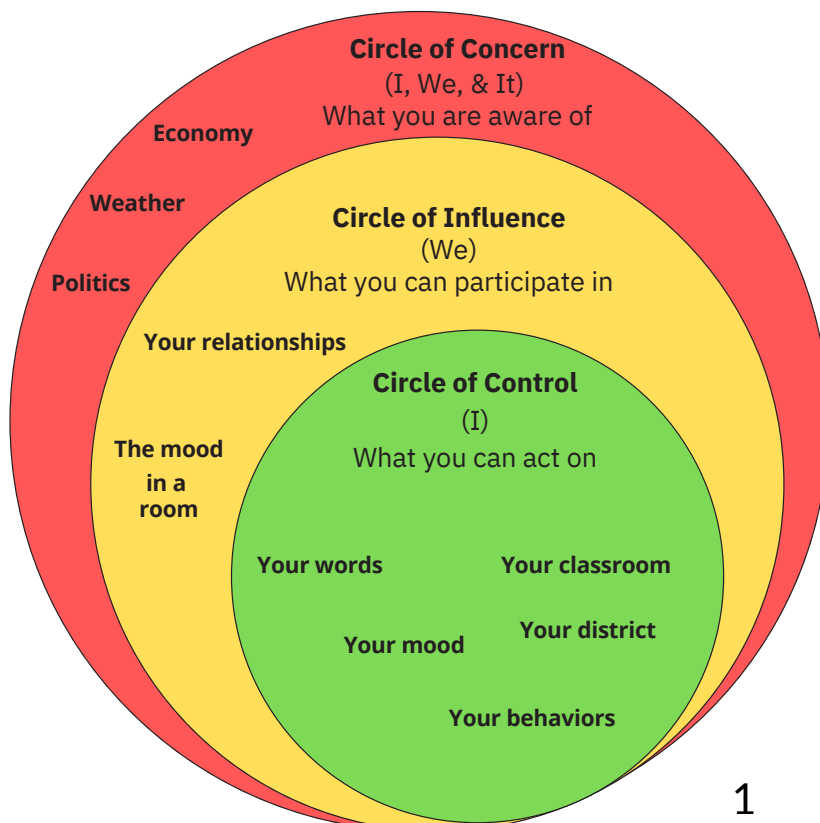 Circle of Concern
(I, We, & It)
What you are aware of
Economy
Weather
Politics
Circle of Influence
(We)
What you can participate in
Your relationships
The mood
in a
room
Circle of Control
(I)
What you can act on
Your words
Your classroom
Your mood
Your district
Your behaviors
1